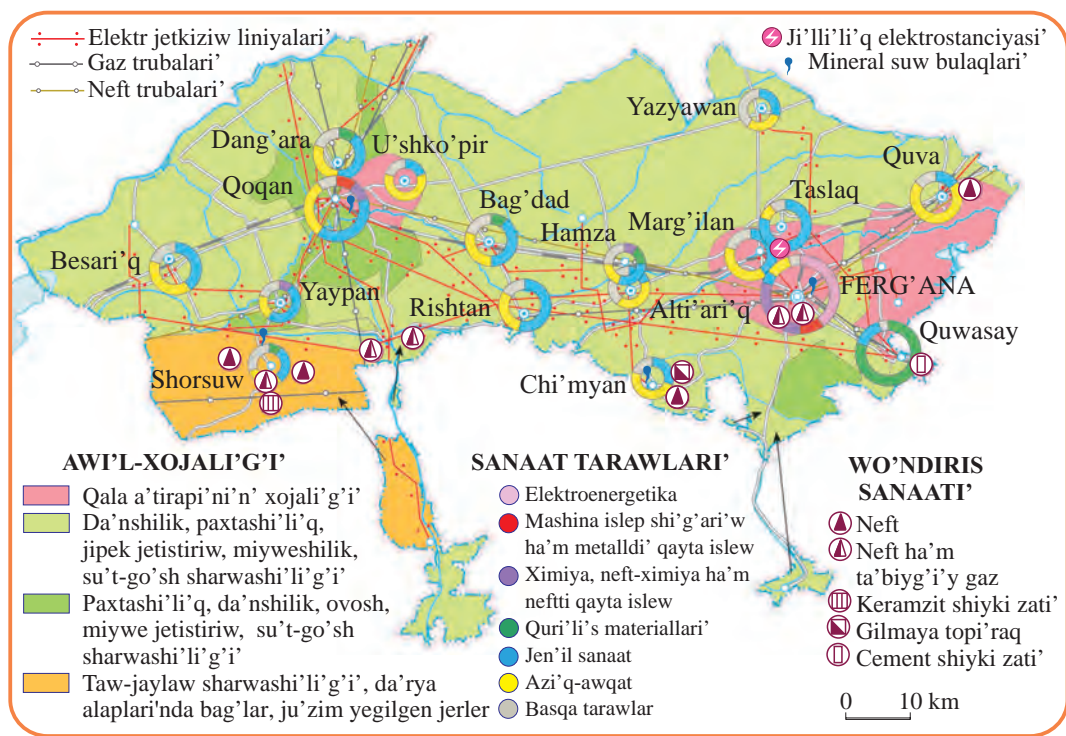 Elektr jetkiziw liniyalari'
Gaz trubalari'
Neft trubalari'
Ji'lli'li'q elektrostanciyasi'
Mineral suw bulaqlari'
Yazyawan
Dang'ara
U'shko'pir
Quva
Qoqan
Taslaq
Bag'dad
Marg'ilan
Hamza
Besari'q
FERG'ANA
Yaypan
Rishtan
Alti'ari'q
Quwasay
Shorsuw
Chi'myan
AWI'L-XOJALI'G'I'
Qala a'tirapi'ni'n' xojali'g'i'
Da'nshilik, paxtashi'li'q,
jipek jetistiriw, miyweshilik,
su't-go'sh sharwashi'li'g'i'
Paxtashi'li'q, da'nshilik, ovosh,
miywe jetistiriw, su't-go'sh
sharwashi'li'g'i'
Taw-jaylaw sharwashi'li'g'i', da'rya
alaplari'nda bag'lar, ju'zim yegilgen jerler
SANAAT TARAWLARI'
Elektroenergetika
Mashina islep shi'g'ari'w
ha'm metalldi' qayta islew
Ximiya, neft-ximiya ha'm
neftti qayta islew
Quri'li's materiallari'
Jen'il sanaat
Azi'q-awqat
Basqa tarawlar
WO'NDIRIS
SANAATI'
Neft
Neft ha'm
ta'biyg'i'y gaz
Keramzit shiyki zati'
Gilmaya topi'raq
Cement shiyki zati'
0 10 km